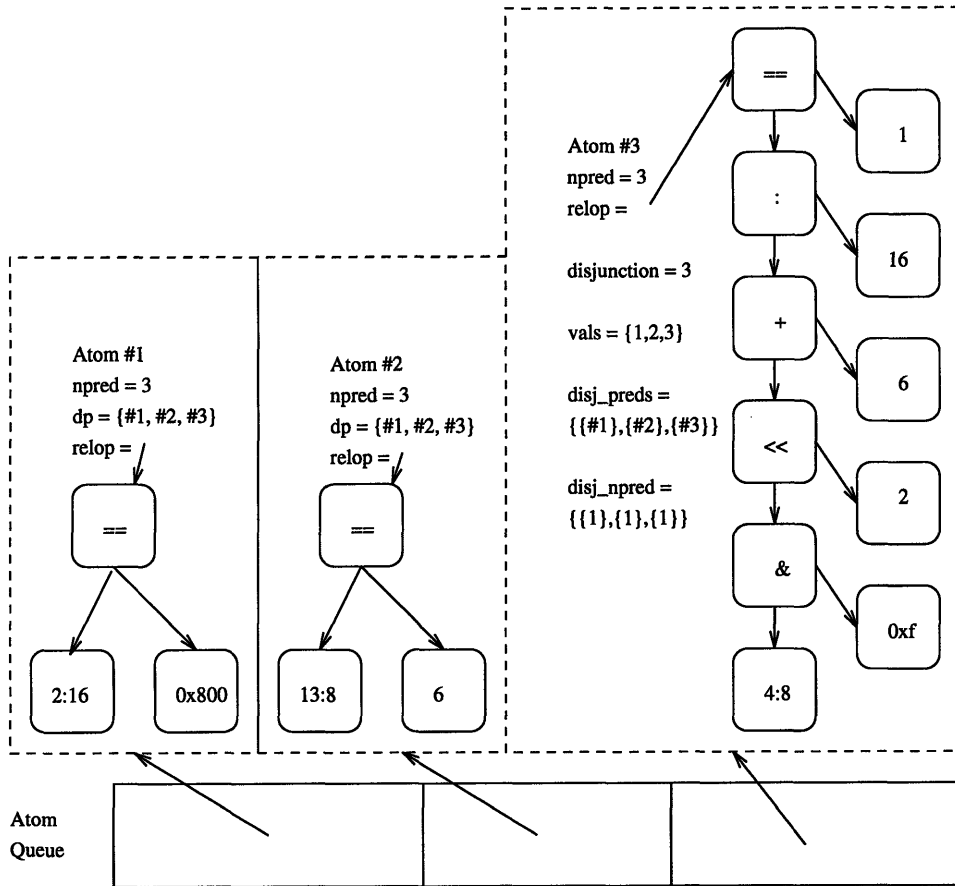 Atom #1
npred = 3
dp = {#1, #2, #3}
relop =
==
2:16
0x800
Atom #2
npred = 3
dp = {#1, #2, #3}
relop =
==
13:8
6
Atom #3
npred = 3
relop =
disjunction = 3
vals = {1,2,3}
disj_preds =
{{#1},{#2},{#3}}
disj_npred =
{{1},{1},{1}}
==
1
:
16
+
6
<<
2
&
0xf
4:8
Atom
Queue